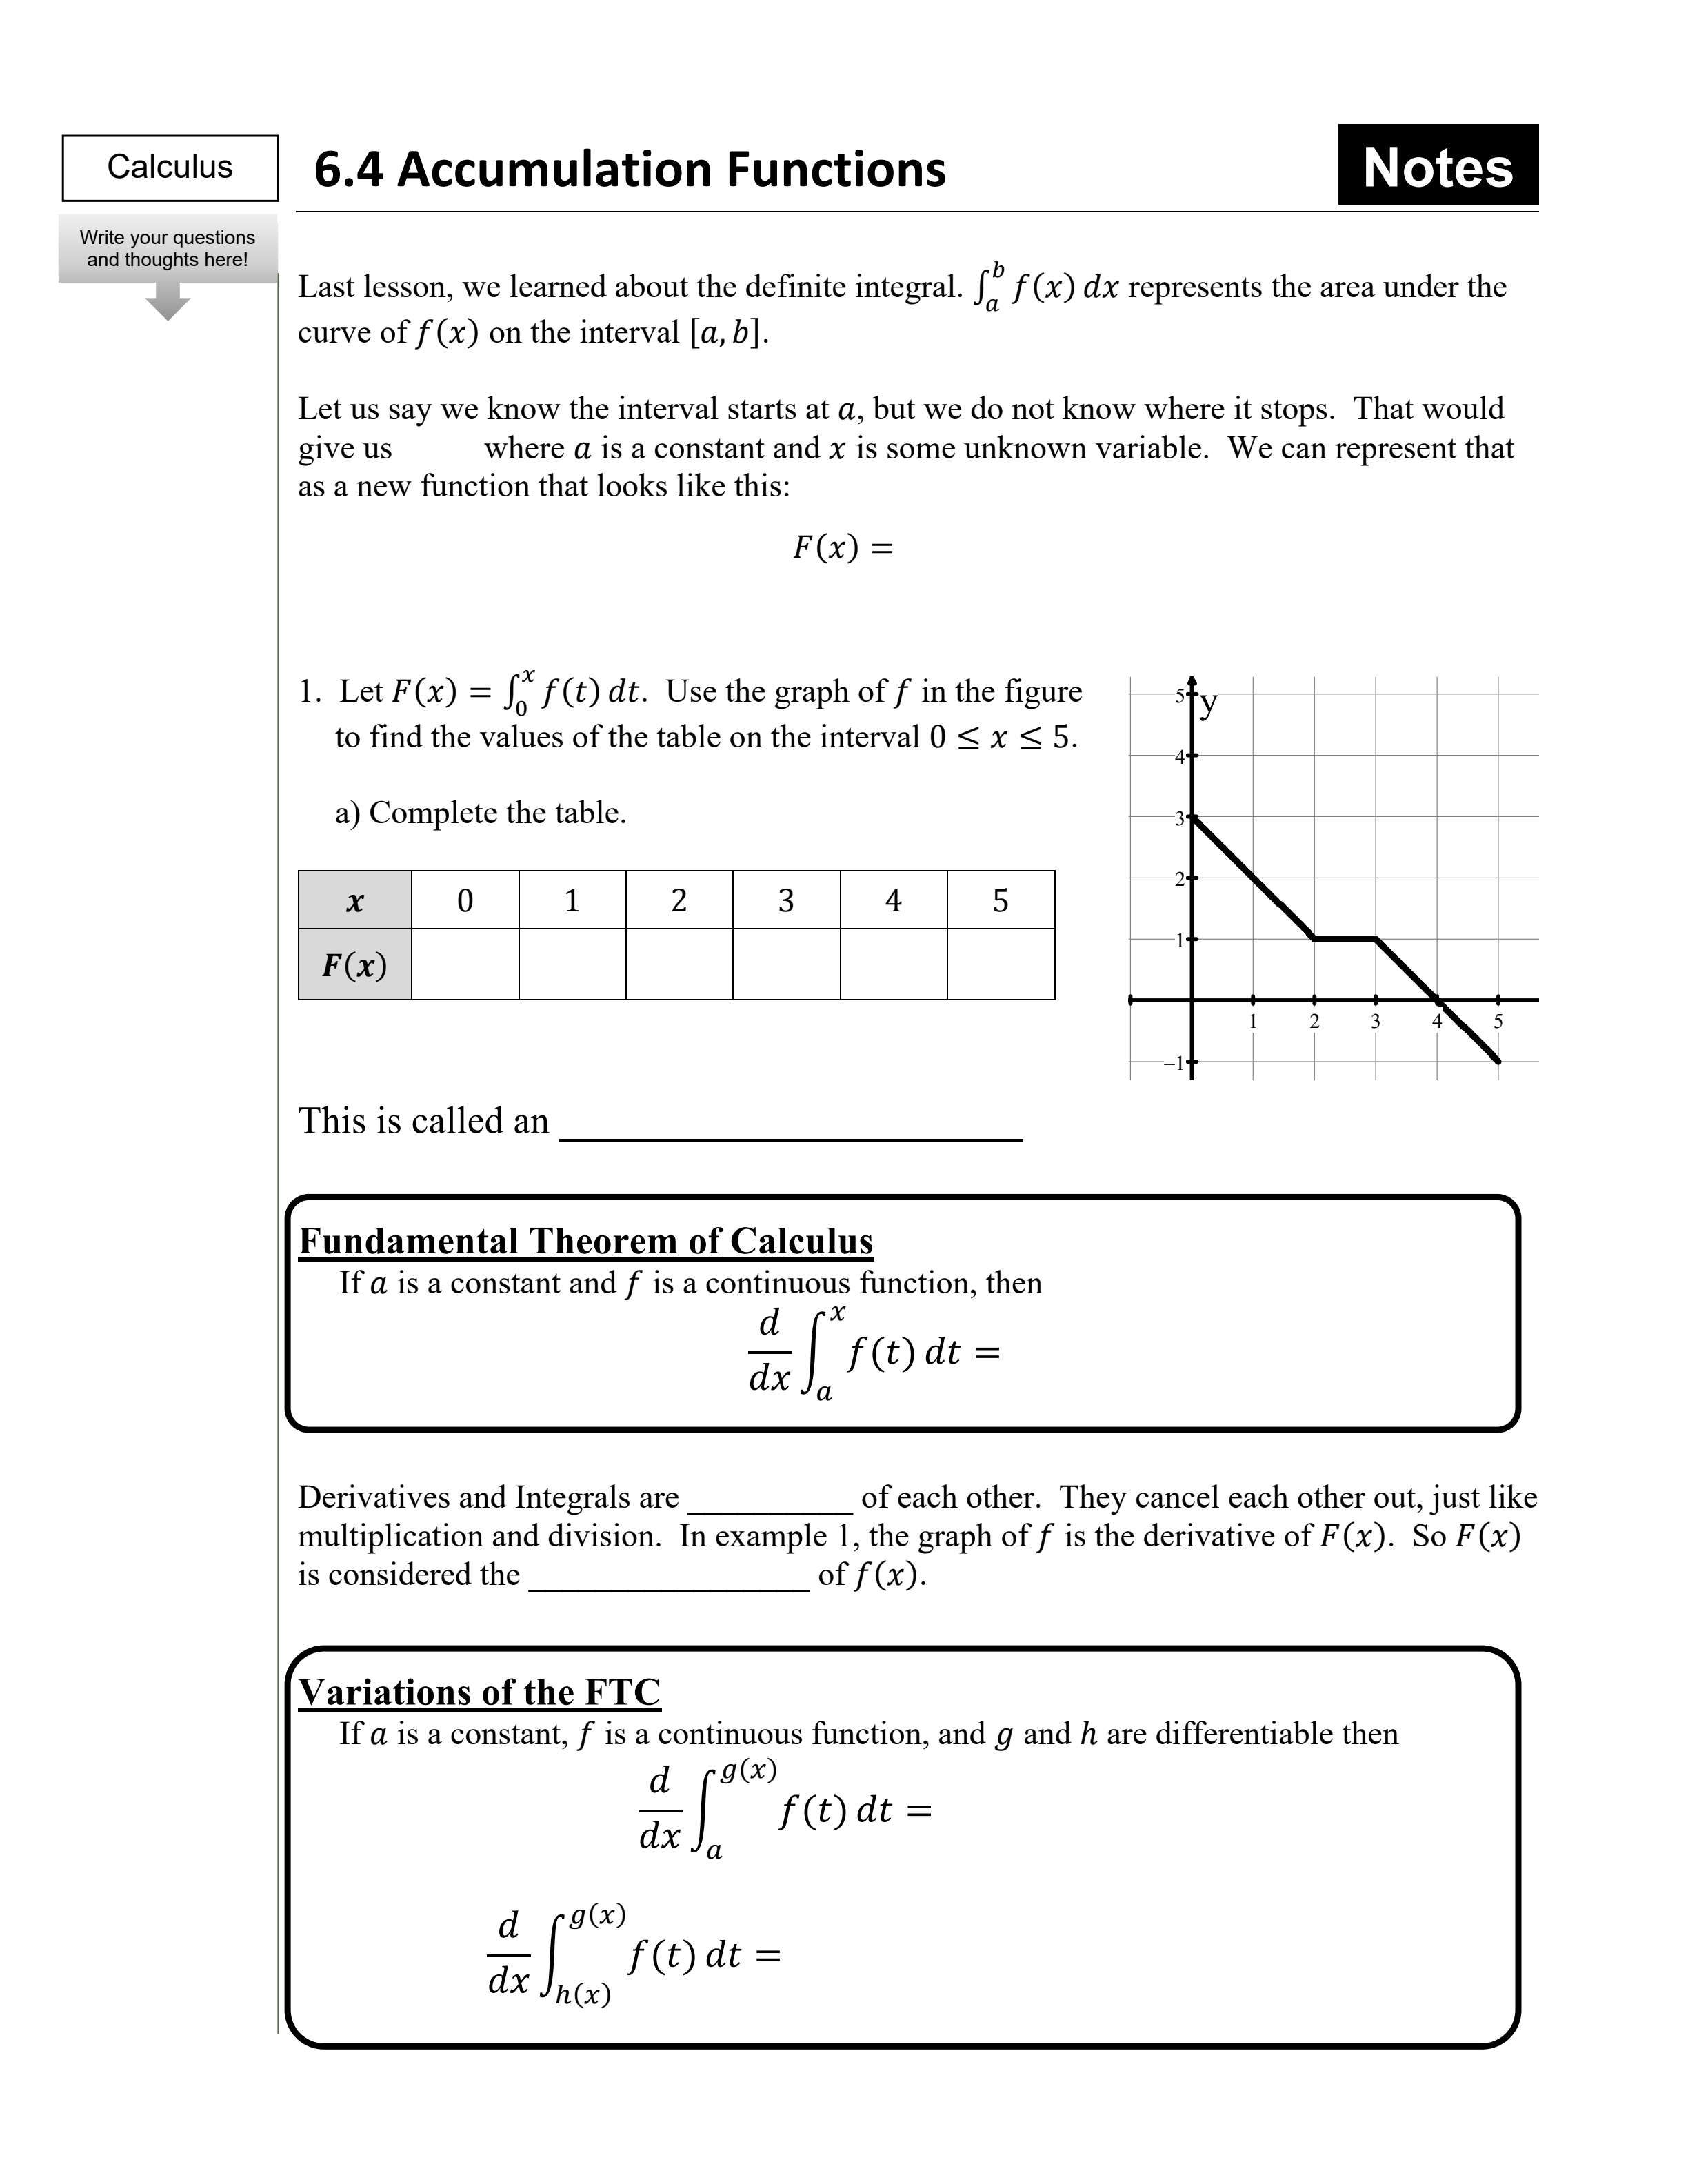 Calculus
6.4 Accumulation Functions
Notes
Write your questions
and thoughts here!
Last lesson, we learned about the definite integral. ∫ₐᵇ f(x) dx represents the area under the
curve of f(x) on the interval [a, b].
Let us say we know the interval starts at a, but we do not know where it stops. That would
give us where a is a constant and x is some unknown variable. We can represent that
as a new function that looks like this:
F(x) =
1. Let F(x) = ∫₀ˣ f(t) dt. Use the graph of f in the figure
to find the values of the table on the interval 0 ≤ x ≤ 5.
a) Complete the table.
x 0 1 2 3 4 5
F(x)
y
5
4
3
2
1
1 2 3 4 5
−1
This is called an ____________________
Fundamental Theorem of Calculus
If a is a constant and f is a continuous function, then
d/dx ∫ₐˣ f(t) dt =
Derivatives and Integrals are __________ of each other. They cancel each other out, just like
multiplication and division. In example 1, the graph of f is the derivative of F(x). So F(x)
is considered the _________________ of f(x).
Variations of the FTC
If a is a constant, f is a continuous function, and g and h are differentiable then
d/dx ∫_a^{g(x)} f(t) dt =
d/dx ∫_{h(x)}^{g(x)} f(t) dt =